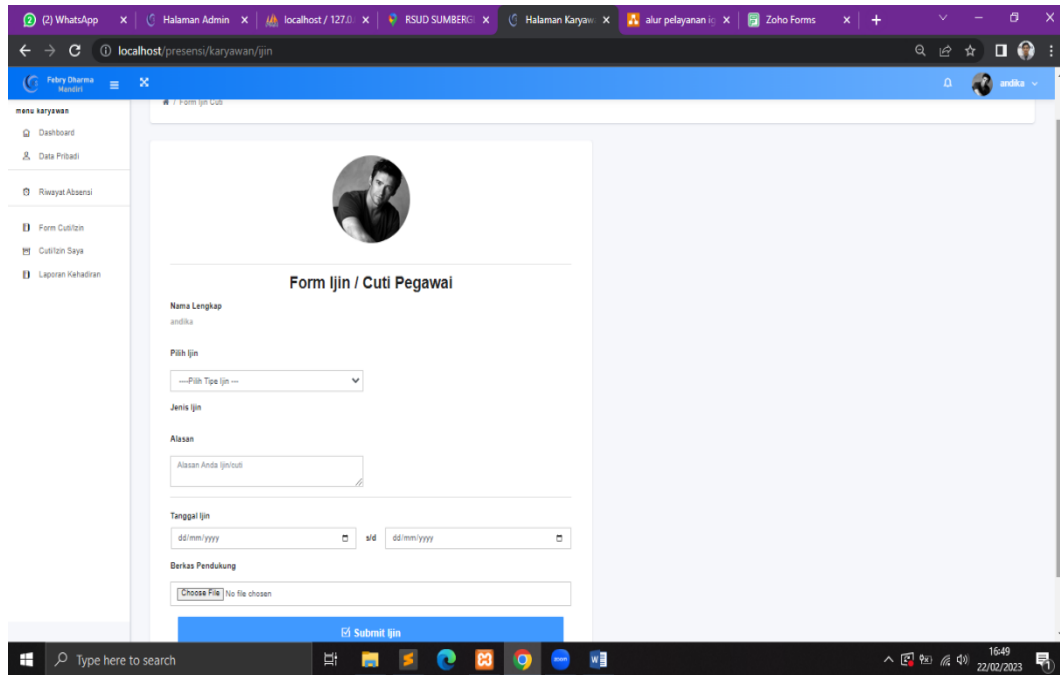 (2) WhatsApp
Halaman Admin
localhost / 127.0.
RSUD SUMBERG
Halaman Karyaw
alur pelayanan ig
Zoho Forms
localhost/presensi/karyawan/ijin
Febry Dharma
Mandiri
andika
menu karyawan
/ Form Ijin Cuti
Dashboard
Data Pribadi
Riwayat Absensi
Form Cuti/Izin
Cuti/Izin Saya
Laporan Kehadiran
Form Ijin / Cuti Pegawai
Nama Lengkap
andika
Pilih Ijin
----Pilih Tipe Ijin ---
Jenis Ijin
Alasan
Alasan Anda Ijin/cuti
Tanggal Ijin
dd/mm/yyyy s/d dd/mm/yyyy
Berkas Pendukung
Choose File No file chosen
Submit Ijin
Type here to search
zoom
16:49
22/02/2023